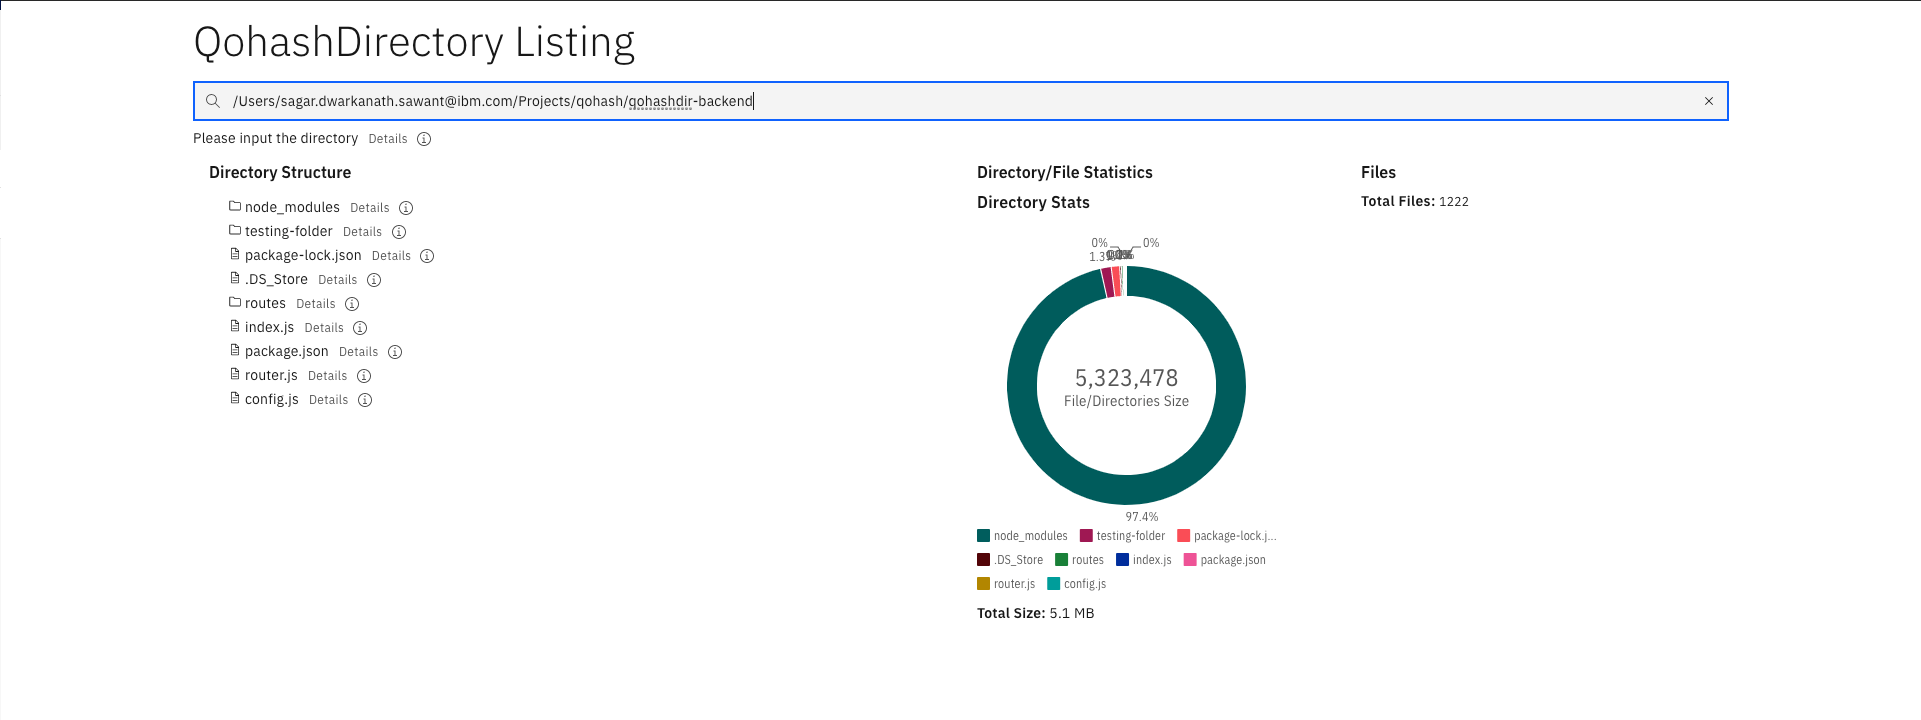 QohashDirectory Listing
/Users/sagar.dwarkanath.sawant@ibm.com/Projects/qohash/qohashdir-backend
Please input the directory Details
Directory Structure
node_modules Details
testing-folder Details
package-lock.json Details
.DS_Store Details
routes Details
index.js Details
package.json Details
router.js Details
config.js Details
Directory/File Statistics
Directory Stats
0% 0%
5,323,478
File/Directories Size
97.4%
node_modules testing-folder package-lock.j...
.DS_Store routes index.js package.json
router.js config.js
Total Size: 5.1 MB
Files
Total Files: 1222